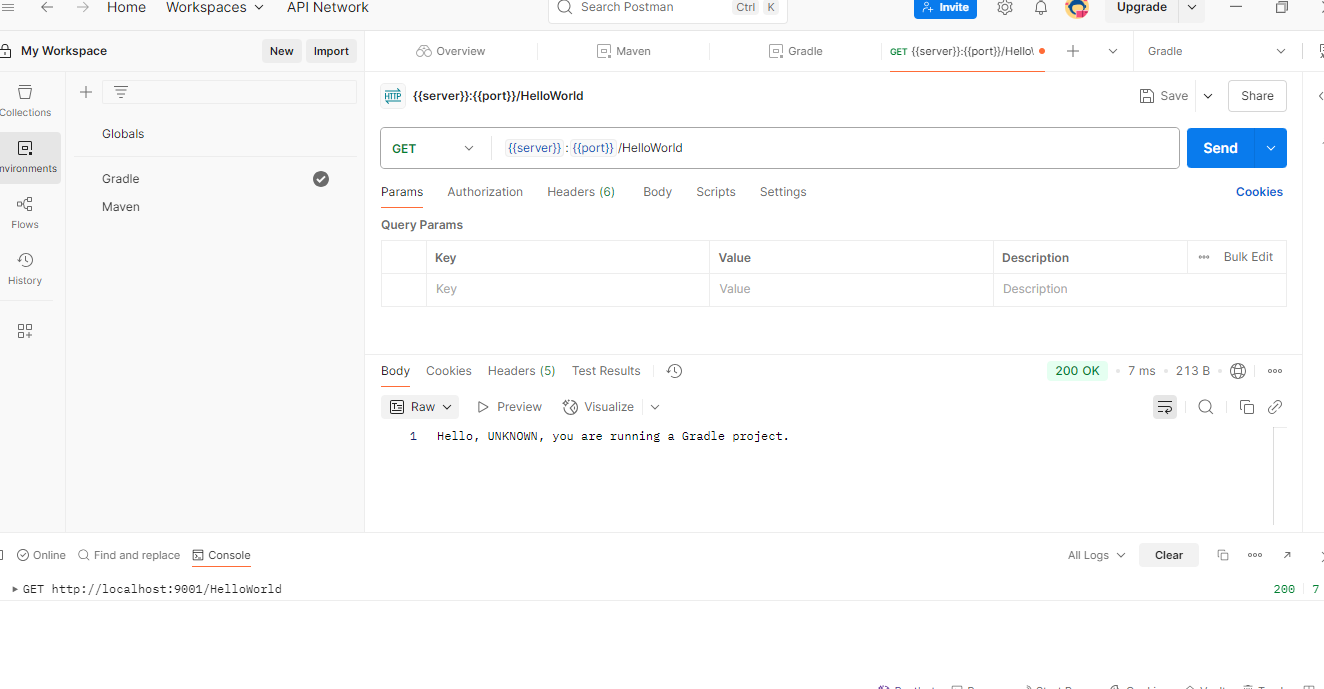 Home Workspaces API Network Search Postman Ctrl K Invite Upgrade
My Workspace New Import Overview Maven Gradle GET {{server}}:{{port}}/Hello\ Gradle
Collections
Environments
Flows
History
Globals
Gradle
Maven
HTTP {{server}}:{{port}}/HelloWorld Save Share
GET {{server}} : {{port}} /HelloWorld Send
Params Authorization Headers (6) Body Scripts Settings Cookies
Query Params
Key Value Description Bulk Edit
Key Value Description
Body Cookies Headers (5) Test Results 200 OK • 7 ms • 213 B •
Raw Preview Visualize
1 Hello, UNKNOWN, you are running a Gradle project.
Online Find and replace Console All Logs Clear
GET http://localhost:9001/HelloWorld 200 7